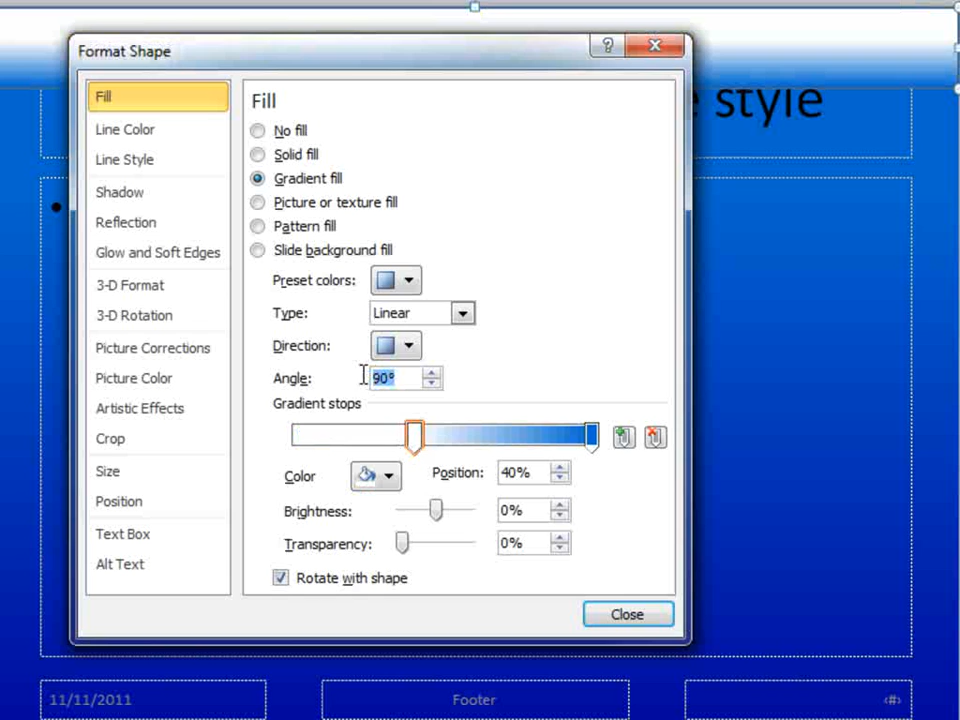 Format Shape
Fill
Line Color
Line Style
Shadow
Reflection
Glow and Soft Edges
3-D Format
3-D Rotation
Picture Corrections
Picture Color
Artistic Effects
Crop
Size
Position
Text Box
Alt Text
Fill
No fill
Solid fill
Gradient fill
Picture or texture fill
Pattern fill
Slide background fill
Preset colors:
Type: Linear
Direction:
Angle: 90°
Gradient stops
Color Position: 40%
Brightness: 0%
Transparency: 0%
Rotate with shape
Close
style
11/11/2011 Footer ‹#›